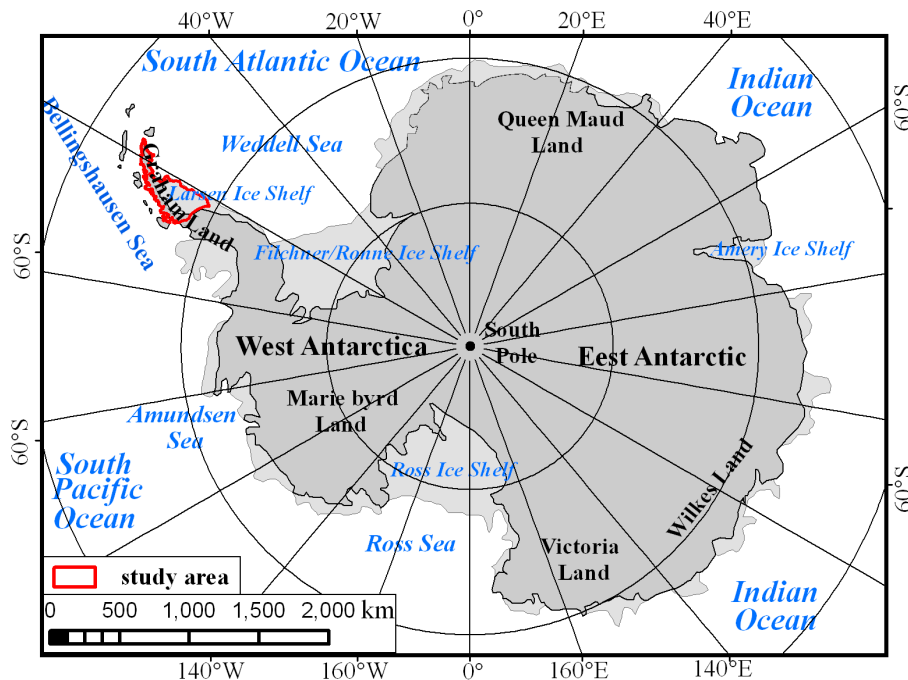 40°W
20°W
0°
20°E
40°E
South Atlantic Ocean
Indian
Ocean
60°S
Bellingshausen Sea
Queen Maud
Land
Weddell Sea
Graham Land
Larsen Ice Shelf
60°S
Filchner/Ronne Ice Shelf
Amery Ice Shelf
South
Pole
West Antarctica
Eest Antarctic
Marie byrd
Land
Amundsen
Sea
60°S
South
Pacific
Ocean
Ross Ice Shelf
Wilkes Land
60°S
Ross Sea
Victoria
Land
Indian
Ocean
study area
0 500 1,000 1,500 2,000 km
140°W
160°W
0°
160°E
140°E